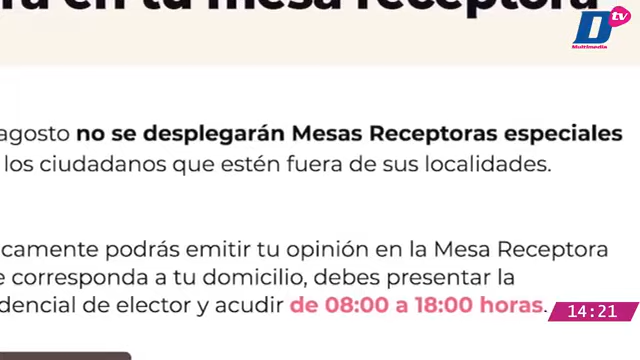 en tu mesa receptora
D tv
Multimedia
agosto no se desplegarán Mesas Receptoras especiales
los ciudadanos que estén fuera de sus localidades.
podrás emitir tu opinión en la Mesa Receptora
corresponda a tu domicilio, debes presentar la
de elector y acudir de 08:00 a 18:00 horas.
14:21